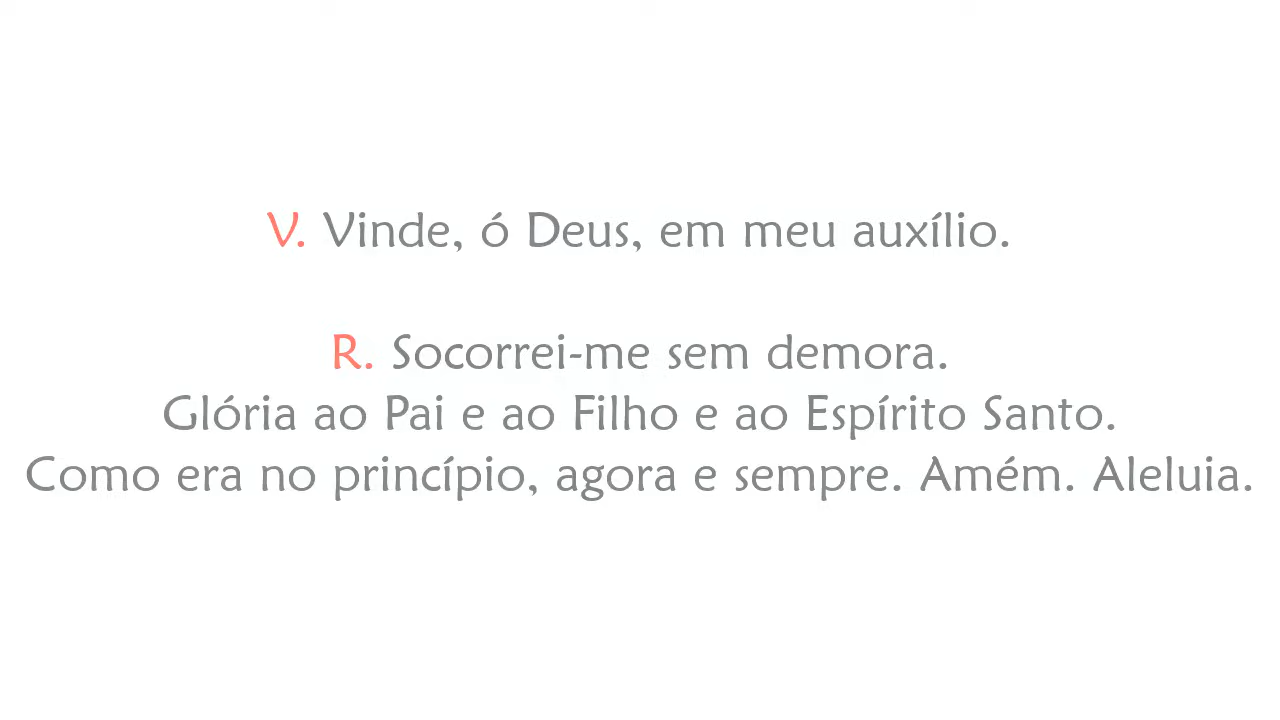 V. Vinde, ó Deus, em meu auxílio.
R. Socorrei-me sem demora.
Glória ao Pai e ao Filho e ao Espírito Santo.
Como era no princípio, agora e sempre. Amém. Aleluia.